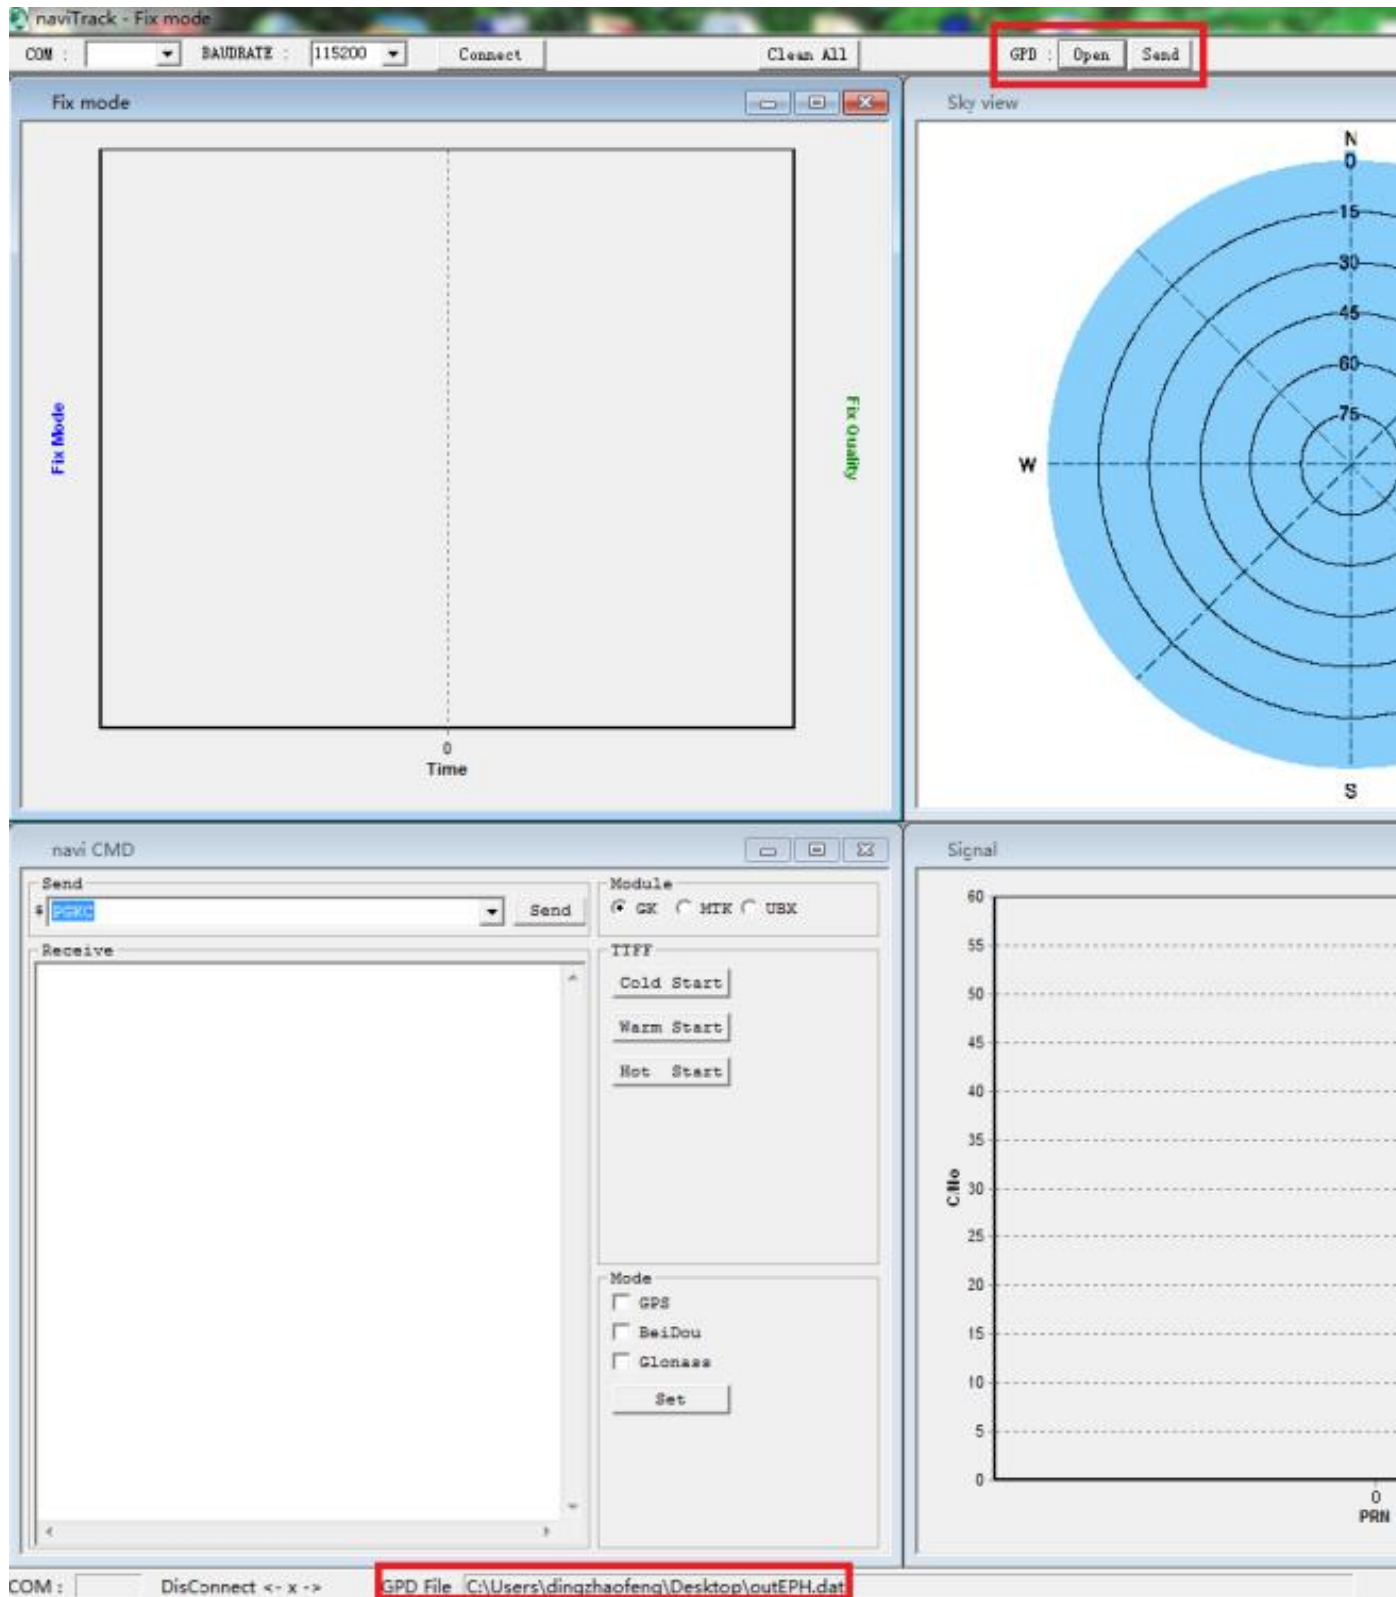 naviTrack - Fix mode
COM : BAUDRATE : 115200 Connect Clean All GPD : Open Send
Fix mode
Fix Mode
Fix Quality
0
Time
Sky view
N
0
15
30
45
60
75
W
S
navi CMD
Send
$ PGKC Send
Receive
Module
GK MTK UBX
TTFF
Cold Start
Warm Start
Hot Start
Mode
GPS
BeiDou
Glonass
Set
Signal
60
55
50
45
40
35
30
25
20
15
10
5
0
C/No
0
PRN
COM : DisConnect <- x -> GPD File C:\Users\dingzhaofeng\Desktop\outEPH.dat